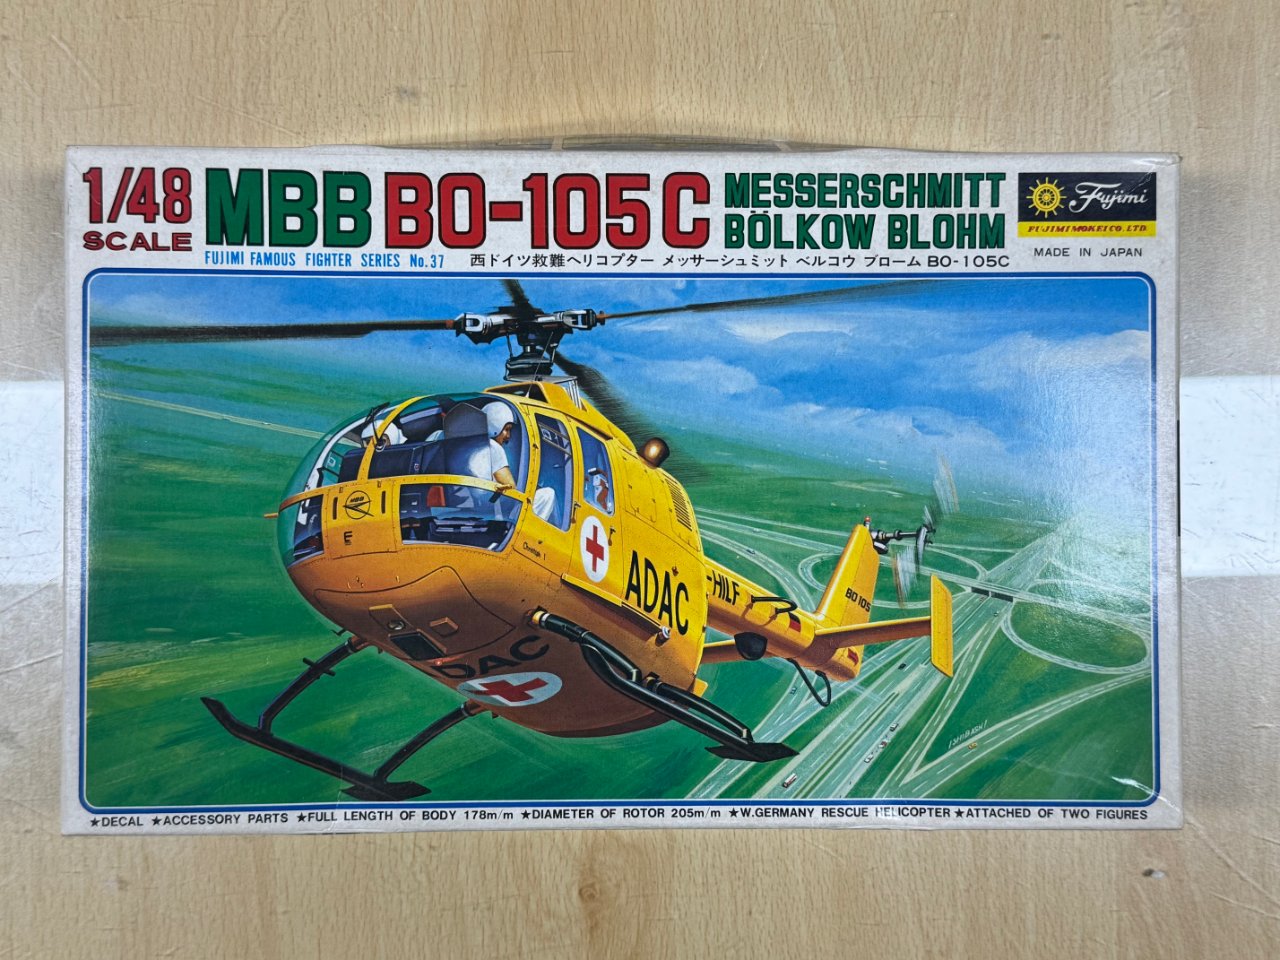 1/48
SCALE
MBB BO-105C
MESSERSCHMITT
BÖLKOW BLOHM
Fujimi
FUJIMI MOKEI CO. LTD.
MADE IN JAPAN
FUJIMI FAMOUS FIGHTER SERIES No.37
西ドイツ救難ヘリコプター メッサーシュミット ベルコウ ブローム BO-105C
MBB
Christoph 1
ADAC
-HILF
BO 105
ADAC
ISHIBASHI
★DECAL ★ACCESSORY PARTS ★FULL LENGTH OF BODY 178m/m ★DIAMETER OF ROTOR 205m/m ★W.GERMANY RESCUE HELICOPTER ★ATTACHED OF TWO FIGURES